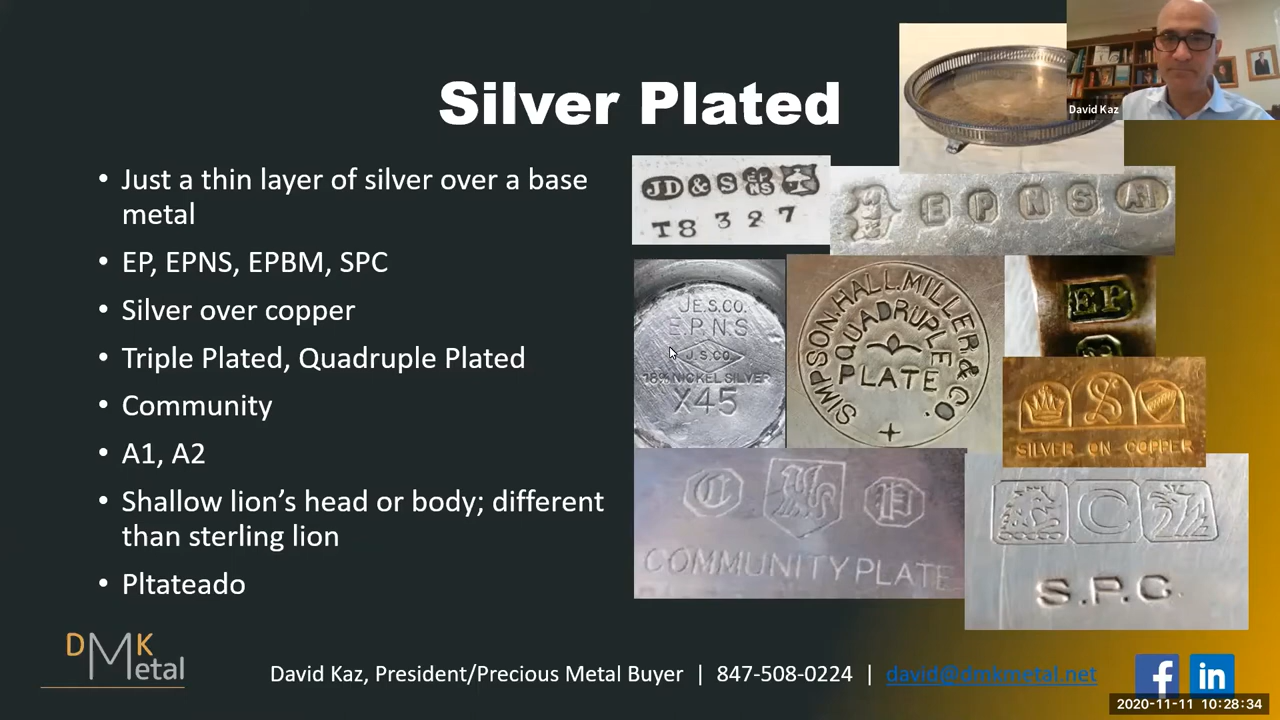 David Kaz
Silver Plated
• Just a thin layer of silver over a base
metal
• EP, EPNS, EPBM, SPC
• Silver over copper
• Triple Plated, Quadruple Plated
• Community
• A1, A2
• Shallow lion’s head or body; different
than sterling lion
• Pltateado
JD & S EP NS
T8 3 2 7
E P N S A1
J.E.S.CO.
E.P.N.S
J.S.CO.
18% NICKEL SILVER
X45
SIMPSON. HALL. MILLER & CO.
QUADRUPLE
PLATE
EP
S
SILVER ON COPPER
C P
COMMUNITY PLATE
C
S.P.C.
DMK
Metal
David Kaz, President/Precious Metal Buyer | 847-508-0224 | david@dmkmetal.net
f in
2020-11-11 10:28:34